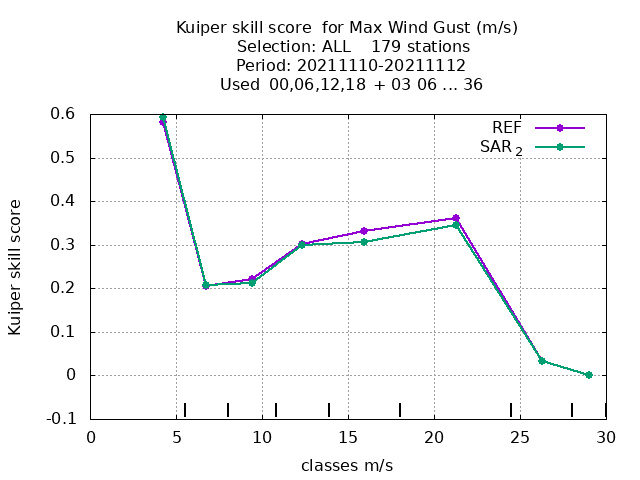 Kuiper skill score  for Max Wind Gust (m/s)
Selection: ALL    179 stations
Period: 20211110-20211112
Used  00,06,12,18  + 03 06 ... 36
REF
SAR 2
Kuiper skill score
0.6
0.5
0.4
0.3
0.2
0.1
0
-0.1
0 5 10 15 20 25 30
classes m/s